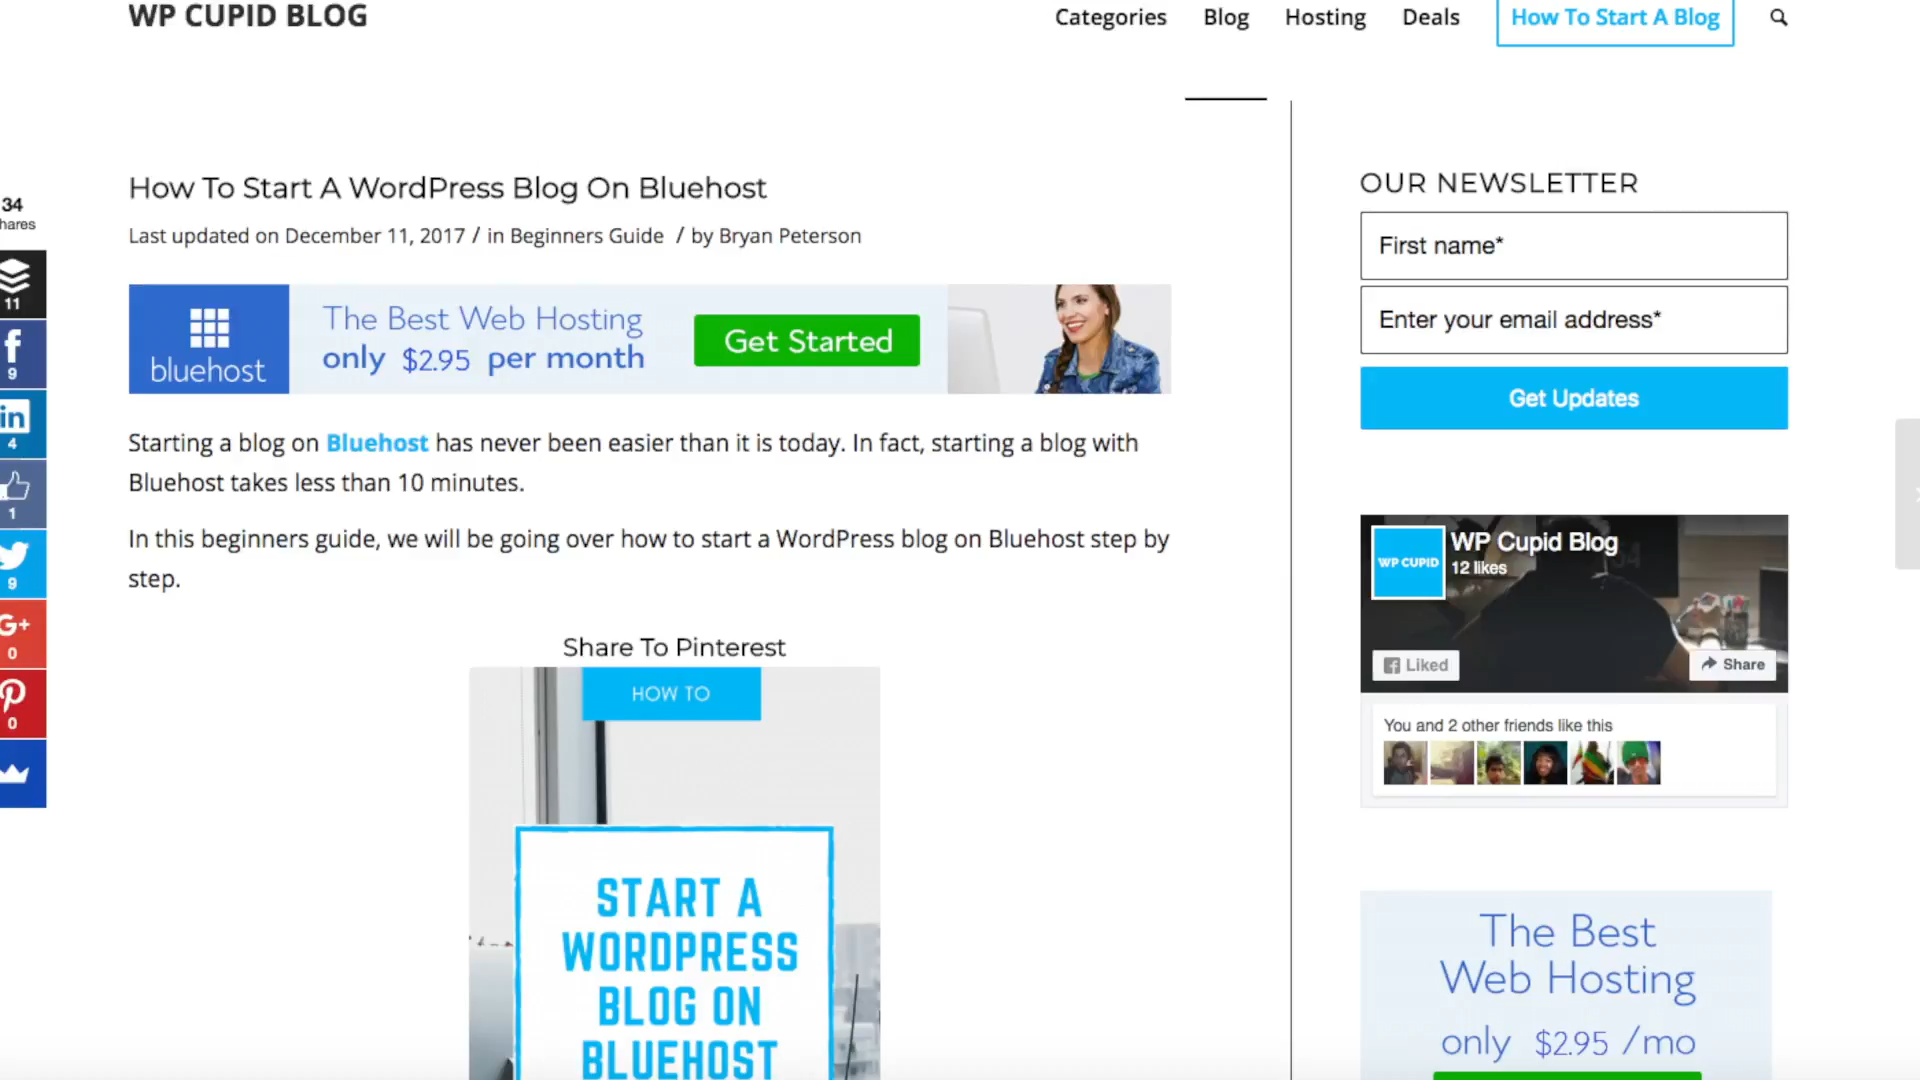 WP CUPID BLOG
Categories
Blog
Hosting
Deals
How To Start A Blog
34
hares
11
9
4
1
9
G+
0
0
How To Start A WordPress Blog On Bluehost
Last updated on December 11, 2017 / in Beginners Guide / by Bryan Peterson
bluehost
The Best Web Hosting
only $2.95 per month
Get Started
Starting a blog on Bluehost has never been easier than it is today. In fact, starting a blog with
Bluehost takes less than 10 minutes.
In this beginners guide, we will be going over how to start a WordPress blog on Bluehost step by
step.
Share To Pinterest
HOW TO
START A
WORDPRESS
BLOG ON
BLUEHOST
OUR NEWSLETTER
First name*
Enter your email address*
Get Updates
WP CUPID
WP Cupid Blog
12 likes
Liked
Share
You and 2 other friends like this
The Best
Web Hosting
only $2.95 /mo